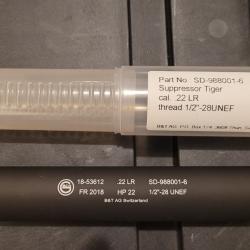 Part No SD-988001-6
Suppressor Tiger
cal. .22 LR
thread 1/2"-28UNEF
18-53612 .22 LR SD-988001-6
FR 2018 HP 22 1/2"-28 UNEF
B&T AG Switzerland